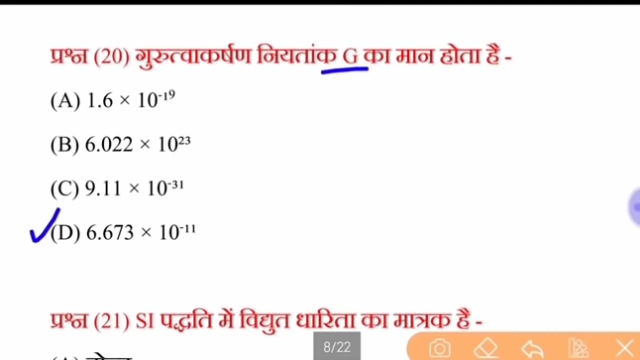 प्रश्न (20) गुरुत्वाकर्षण नियतांक G का मान होता है -
(A) 1.6 × 10⁻¹⁹
(B) 6.022 × 10²³
(C) 9.11 × 10⁻³¹
(D) 6.673 × 10⁻¹¹
प्रश्न (21) SI पद्धति में विद्युत धारिता का मात्रक है -
8/22